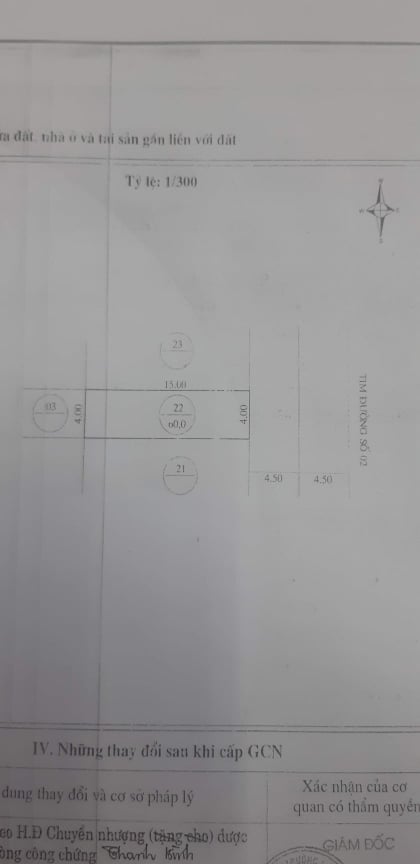 đất, nhà ở và tài sản gắn liền với đất
Tỷ lệ: 1/300
N
W E
S
23
15.00
03
4.00
22
60,0
4.00
TIM ĐƯỜNG SỐ 02
21
4.50 4.50
IV. Những thay đổi sau khi cấp GCN
dung thay đổi và cơ sở pháp lý
Xác nhận của cơ
quan có thẩm quyền
eo H.Đ Chuyển nhượng (tặng cho) được
òng công chứng Thanh Bình
GIÁM ĐỐC